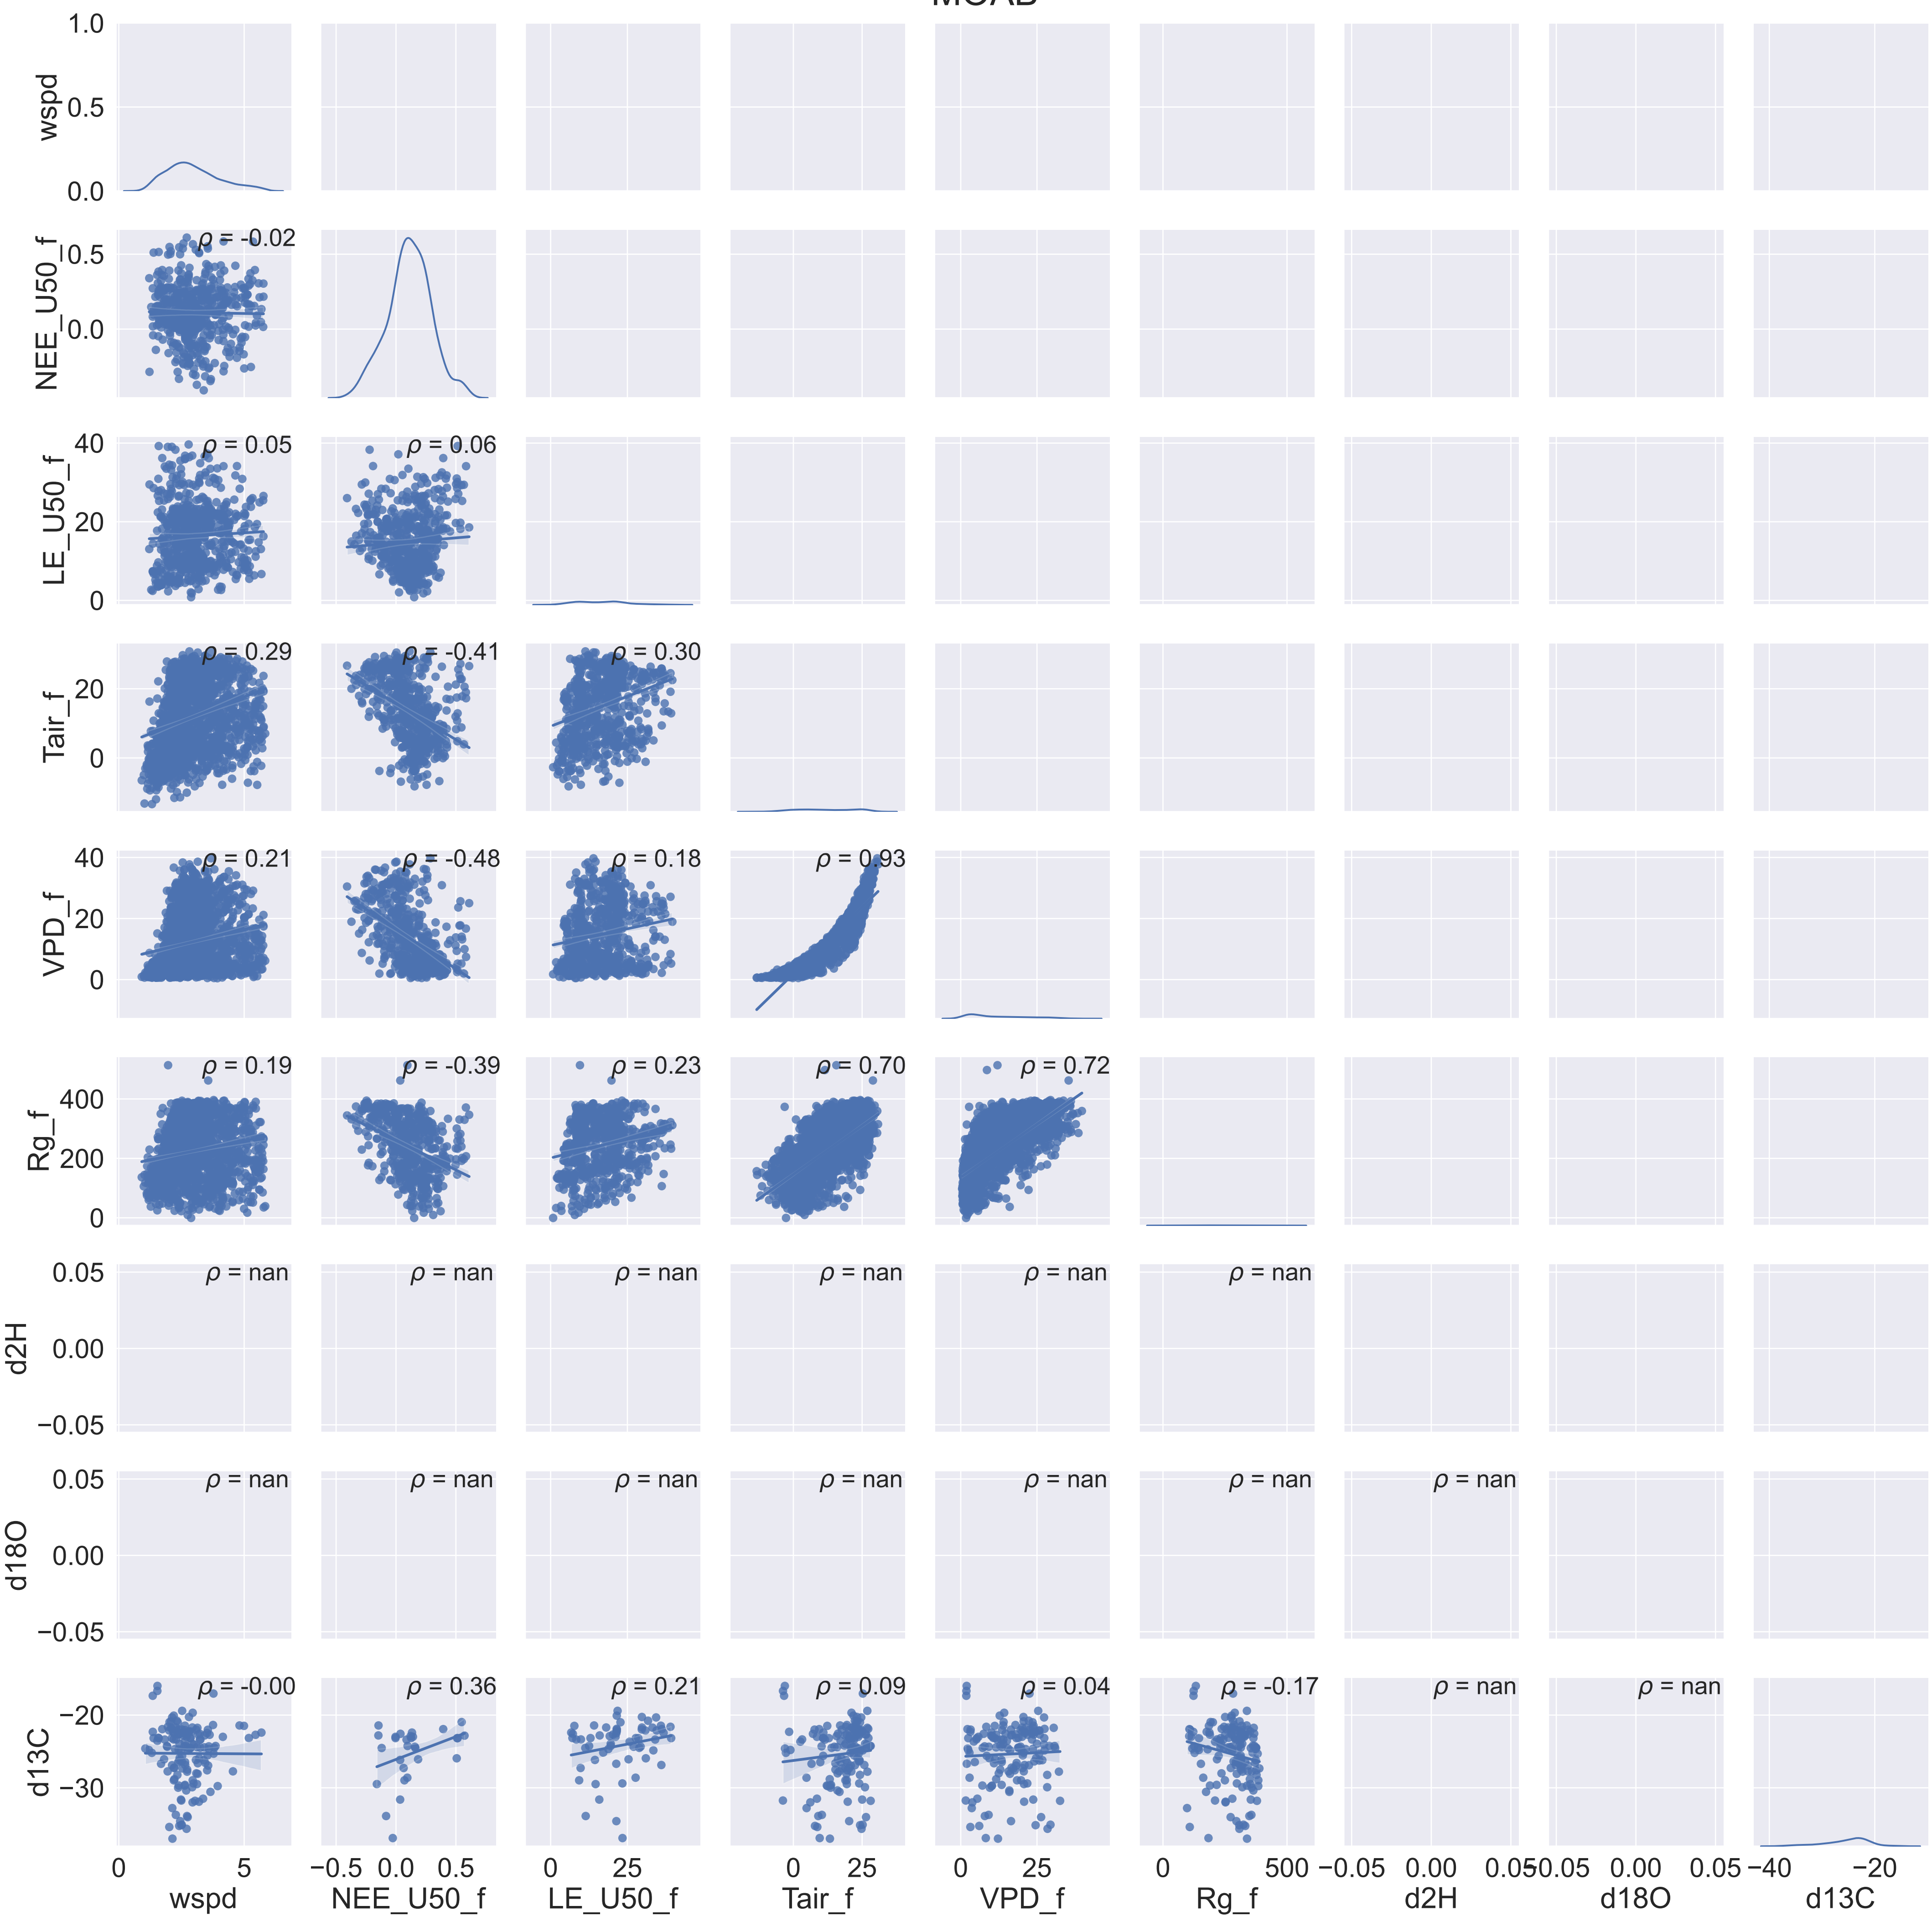 MOAB
1.0
0.5
0.0
wspd
ρ = -0.02
0.5
0.0
NEE_U50_f
ρ = 0.05 ρ = 0.06
40
20
0
LE_U50_f
ρ = 0.29 ρ = -0.41 ρ = 0.30
20
0
Tair_f
ρ = 0.21 ρ = -0.48 ρ = 0.18 ρ = 0.93
40
20
0
VPD_f
ρ = 0.19 ρ = -0.39 ρ = 0.23 ρ = 0.70 ρ = 0.72
400
200
0
Rg_f
ρ = nan ρ = nan ρ = nan ρ = nan ρ = nan ρ = nan
0.05
0.00
−0.05
d2H
ρ = nan ρ = nan ρ = nan ρ = nan ρ = nan ρ = nan ρ = nan
0.05
0.00
−0.05
d18O
ρ = -0.00 ρ = 0.36 ρ = 0.21 ρ = 0.09 ρ = 0.04 ρ = -0.17 ρ = nan ρ = nan
−20
−30
d13C
0 5 −0.5 0.0 0.5 0 25 0 25 0 25 0 500 −0.05 0.00 0.05 −0.05 0.00 0.05 −40 −20
wspd NEE_U50_f LE_U50_f Tair_f VPD_f Rg_f d2H d18O d13C